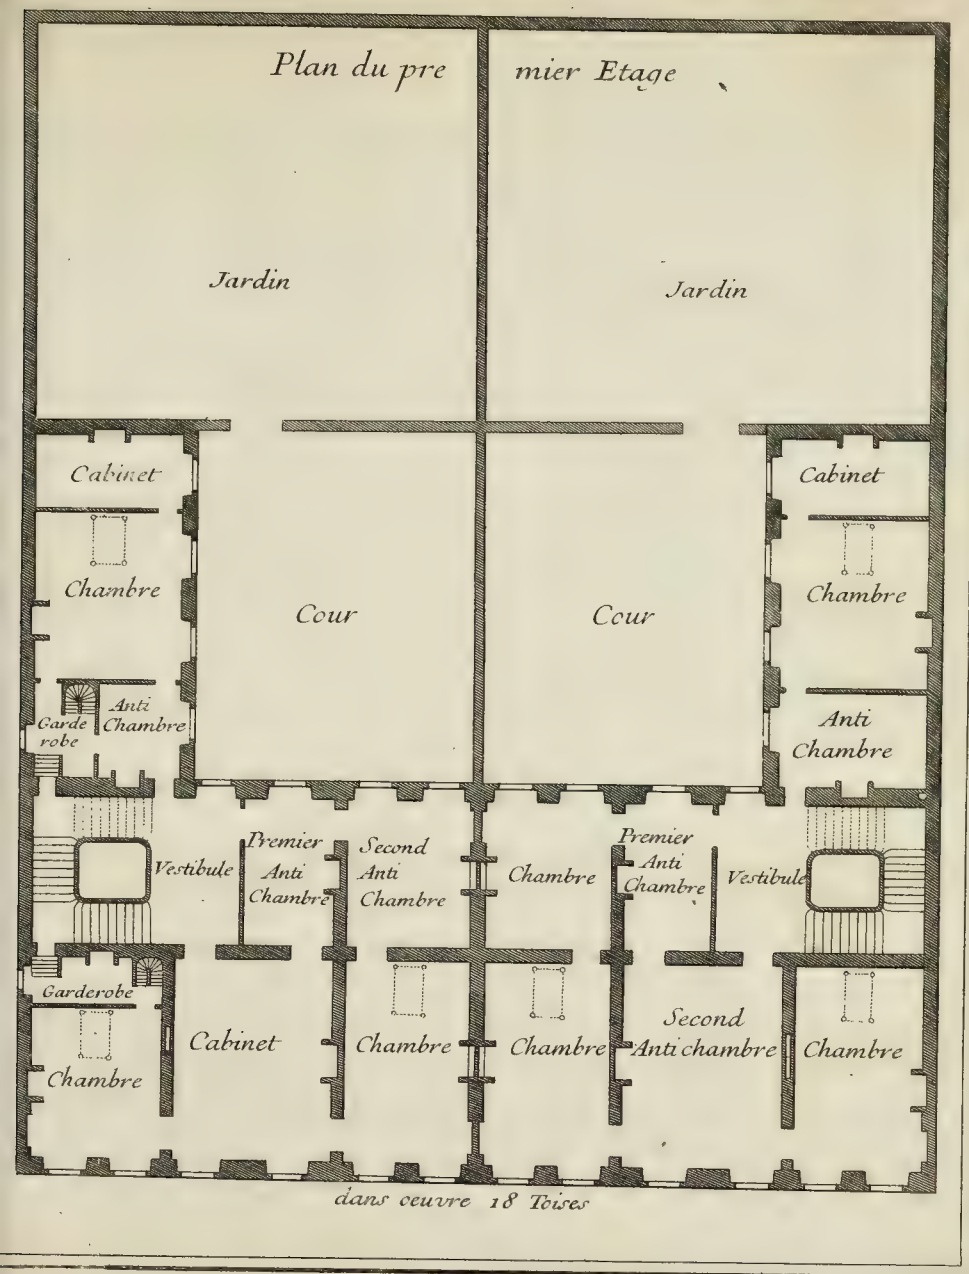 Plan du pre mier Etage
Jardin
Jardin
Cabinet
Cabinet
Chambre
Chambre
Cour
Cour
Garde
robe
Anti
Chambre
Anti
Chambre
Vestibule
Premier
Anti
Chambre
Second
Anti
Chambre
Chambre
Premier
Anti
Chambre
Vestibule
Garderobe
Chambre
Cabinet
Chambre
Chambre
Second
Antichambre
Chambre
dans oeuvre 18 Toises